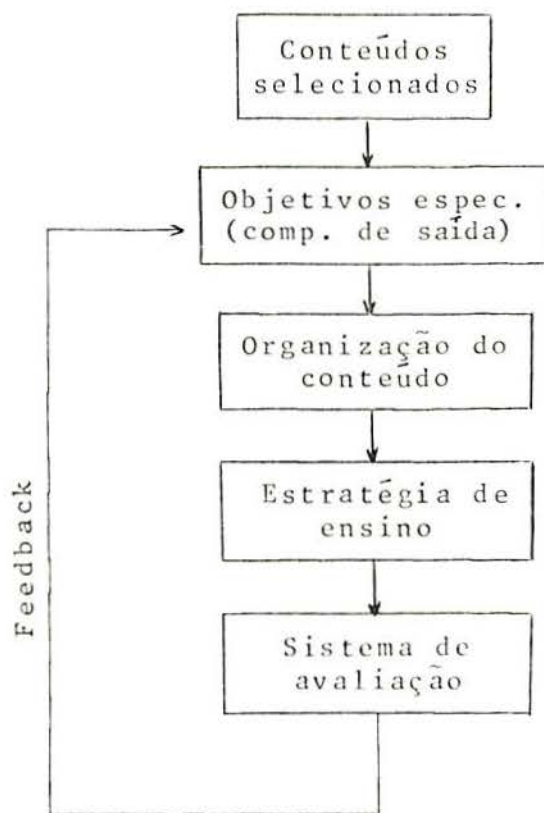 Conteúdos
selecionados
Objetivos espec.
(comp. de saída)
Organização do
conteúdo
Estratégia de
ensino
Sistema de
avaliação
Feedback